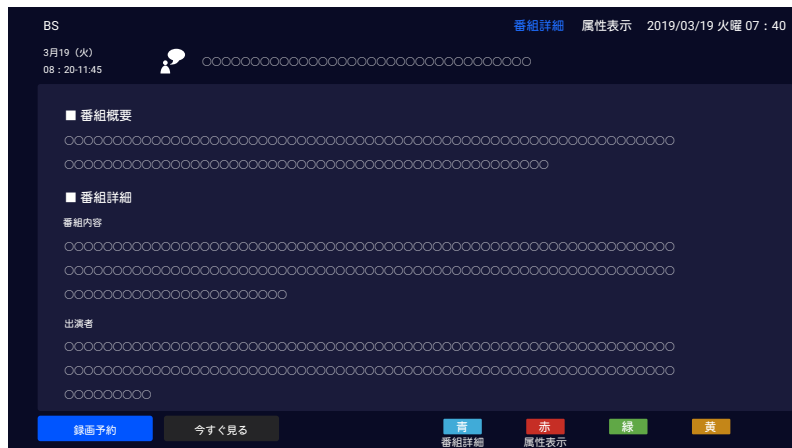 BS 番組詳細 属性表示 2019/03/19 火曜 07：40
3月19（火）
08：20-11:45
○○○○○○○○○○○○○○○○○○○○○○○○○○○○○○○○○○
■ 番組概要
○○○○○○○○○○○○○○○○○○○○○○○○○○○○○○○○○○○○○○○○○○○○○○○○○○○○○○○○○○○○○○○
○○○○○○○○○○○○○○○○○○○○○○○○○○○○○○○○○○○○○○○○○○○○○○○○○○
■ 番組詳細
番組内容
○○○○○○○○○○○○○○○○○○○○○○○○○○○○○○○○○○○○○○○○○○○○○○○○○○○○○○○○○○○○○○○
○○○○○○○○○○○○○○○○○○○○○○○○○○○○○○○○○○○○○○○○○○○○○○○○○○○○○○○○○○○○○○○
○○○○○○○○○○○○○○○○○○○○○○○
出演者
○○○○○○○○○○○○○○○○○○○○○○○○○○○○○○○○○○○○○○○○○○○○○○○○○○○○○○○○○○○○○○○
○○○○○○○○○○○○○○○○○○○○○○○○○○○○○○○○○○○○○○○○○○○○○○○○○○○○○○○○○○○○○○○
○○○○○○○○○
録画予約 今すぐ見る 青 赤 緑 黄
番組詳細 属性表示